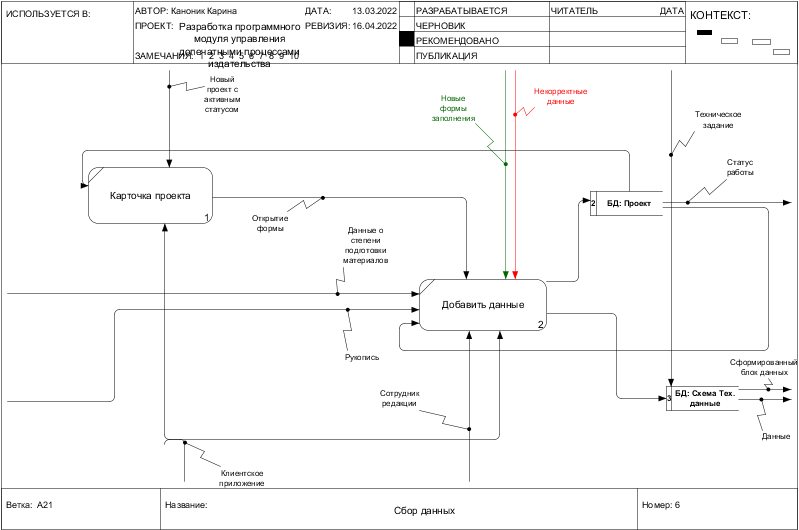 ИСПОЛЬЗУЕТСЯ В:
АВТОР: Каноник Карина
ДАТА: 13.03.2022
ПРОЕКТ: Разработка программного
модуля управления
допечатными процессами
издательства
РЕВИЗИЯ: 16.04.2022
ЗАМЕЧАНИЯ: 1 2 3 4 5 6 7 8 9 10
РАЗРАБАТЫВАЕТСЯ
ЧЕРНОВИК
РЕКОМЕНДОВАНО
ПУБЛИКАЦИЯ
ЧИТАТЕЛЬ
ДАТА
КОНТЕКСТ:
Новый
проект с
активным
статусом
Новые
формы
заполнения
Некорректные
данные
Техническое
задание
Статус
работы
Карточка проекта
1
2
БД: Проект
Открытие
формы
Данные о
степени
подготовки
материалов
Добавить данные
2
Рукопись
Сформированный
блок данных
Сотрудник
редакции
3
БД: Схема Тех.
данные
Данные
Клиентское
приложение
Ветка: A21
Название:
Сбор данных
Номер: 6